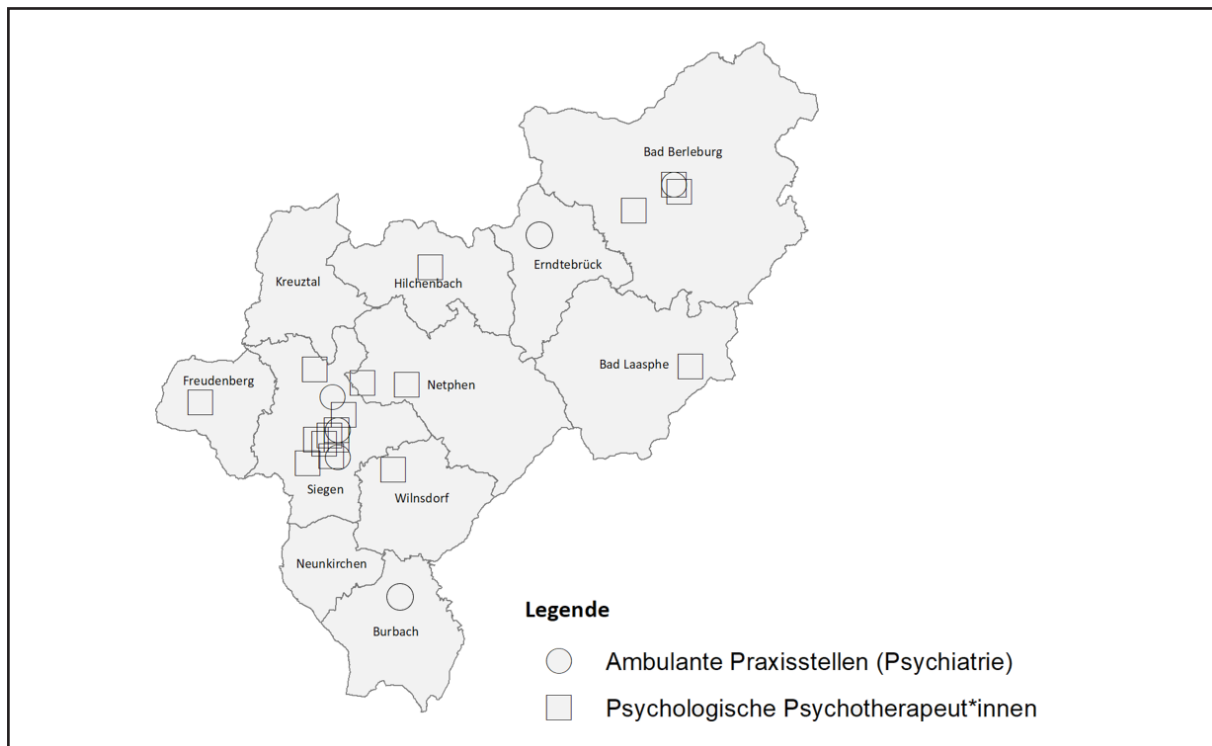 Bad Berleburg
Erndtebrück
Kreuztal
Hilchenbach
Bad Laasphe
Freudenberg
Netphen
Siegen
Wilnsdorf
Neunkirchen
Burbach
Legende
Ambulante Praxisstellen (Psychiatrie)
Psychologische Psychotherapeut*innen